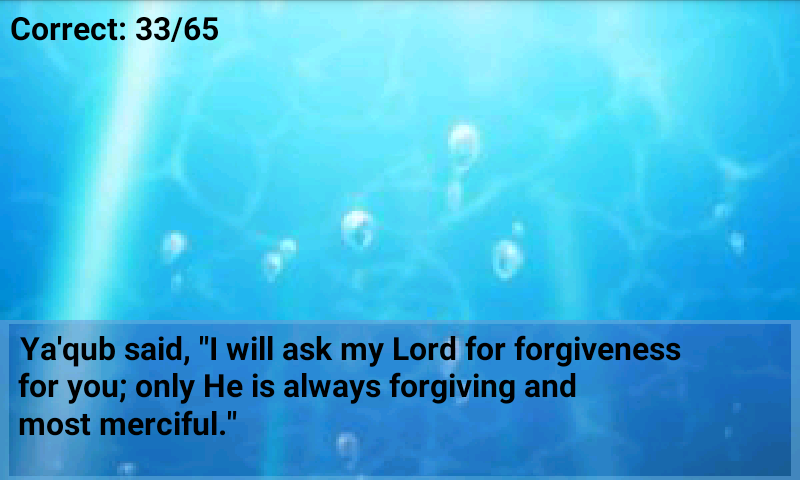 Correct: 33/65
Ya'qub said, "I will ask my Lord for forgiveness
for you; only He is always forgiving and
most merciful."